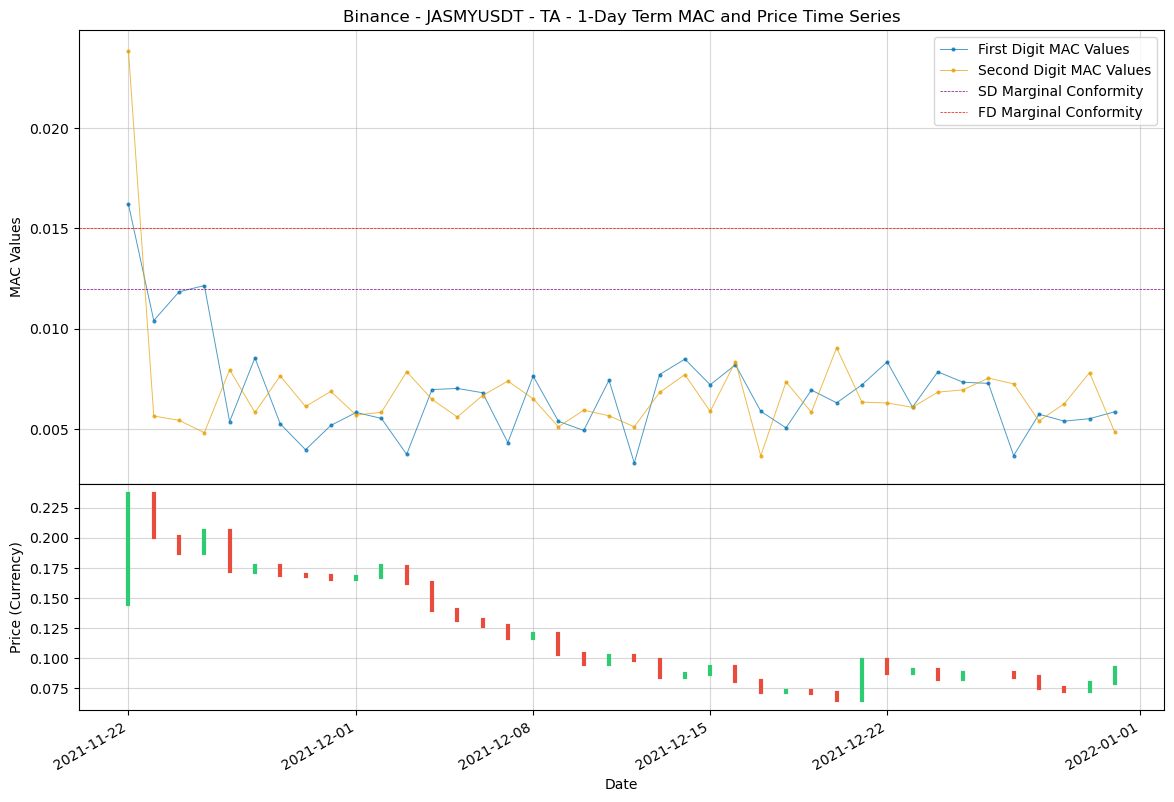 Binance - JASMYUSDT - TA - 1-Day Term MAC and Price Time Series
First Digit MAC Values
Second Digit MAC Values
SD Marginal Conformity
FD Marginal Conformity
MAC Values
0.020
0.015
0.010
0.005
Price (Currency)
0.225
0.200
0.175
0.150
0.125
0.100
0.075
2021-11-22
2021-12-01
2021-12-08
2021-12-15
2021-12-22
2022-01-01
Date